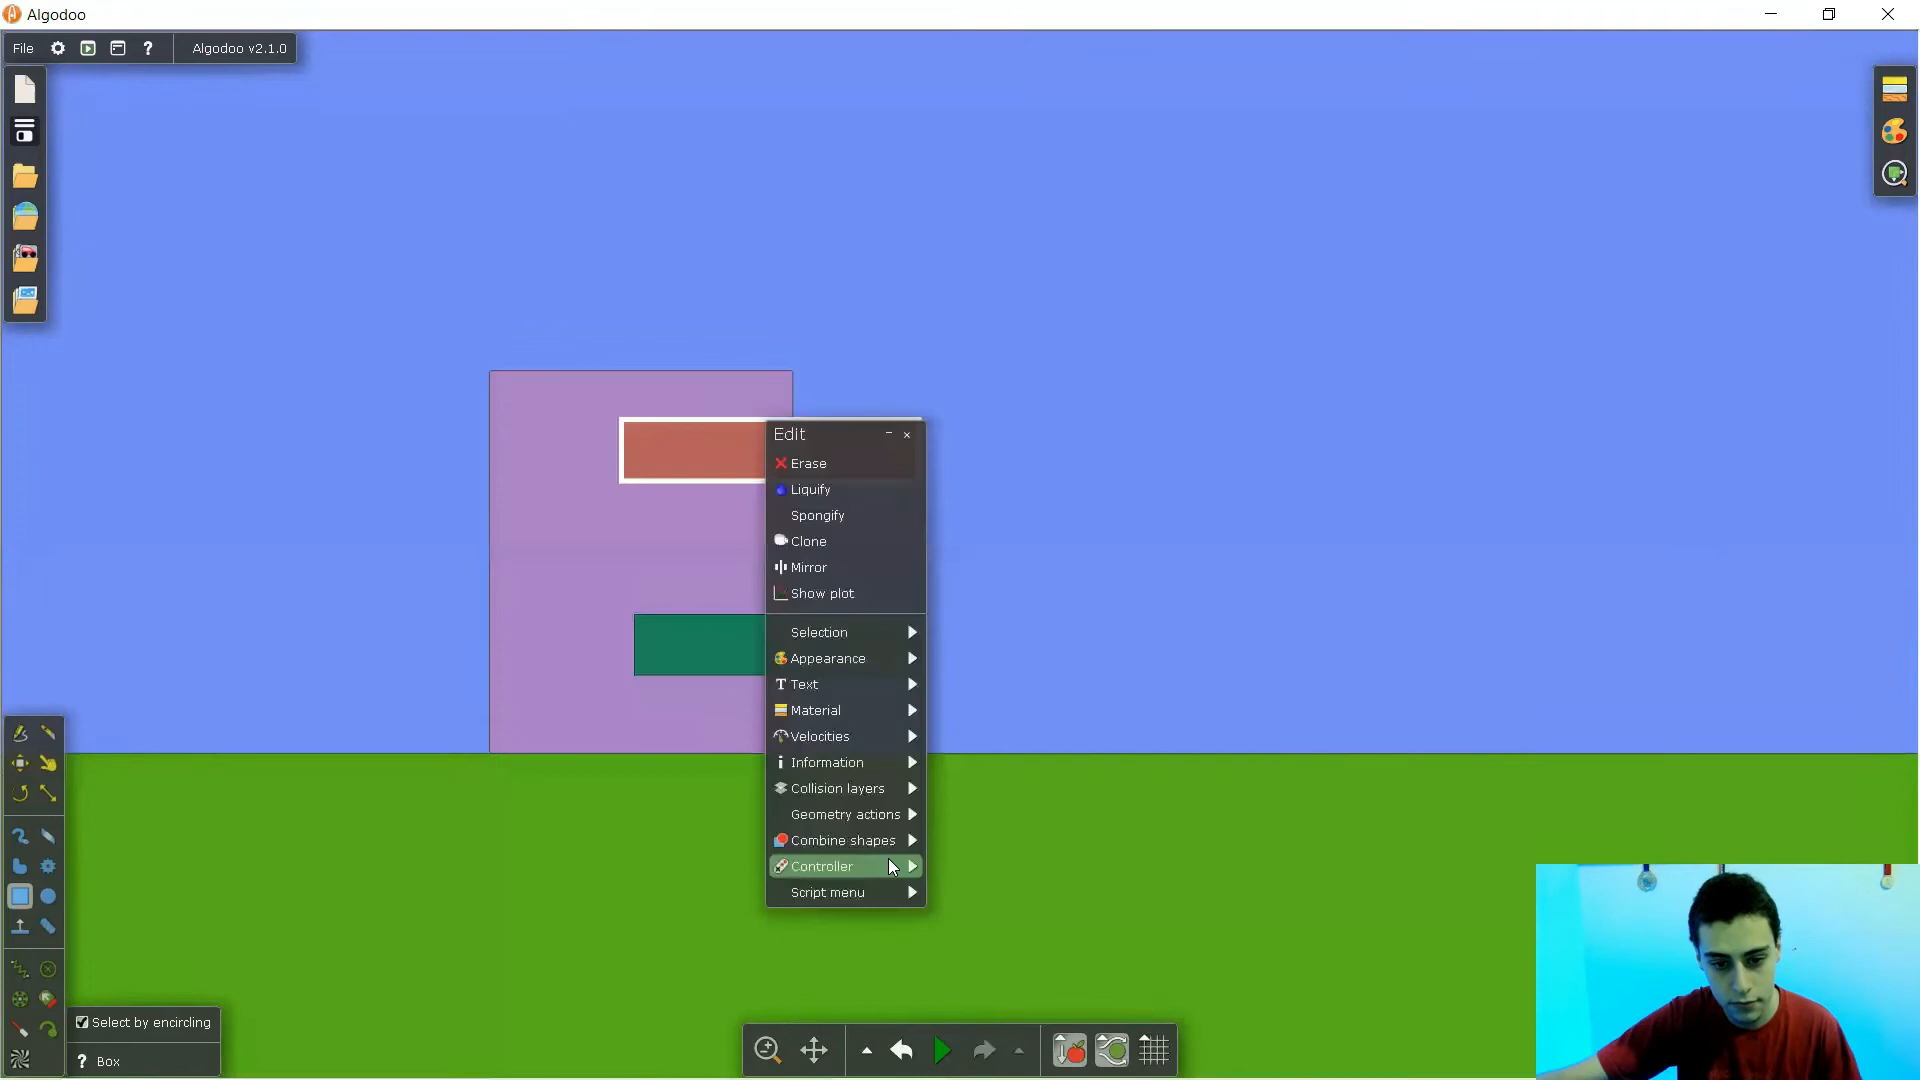 Algodoo
File
Algodoo v2.1.0
Edit
Erase
Liquify
Spongify
Clone
Mirror
Show plot
Selection
Appearance
Text
Material
Velocities
Information
Collision layers
Geometry actions
Combine shapes
Controller
Script menu
Select by encircling
? Box